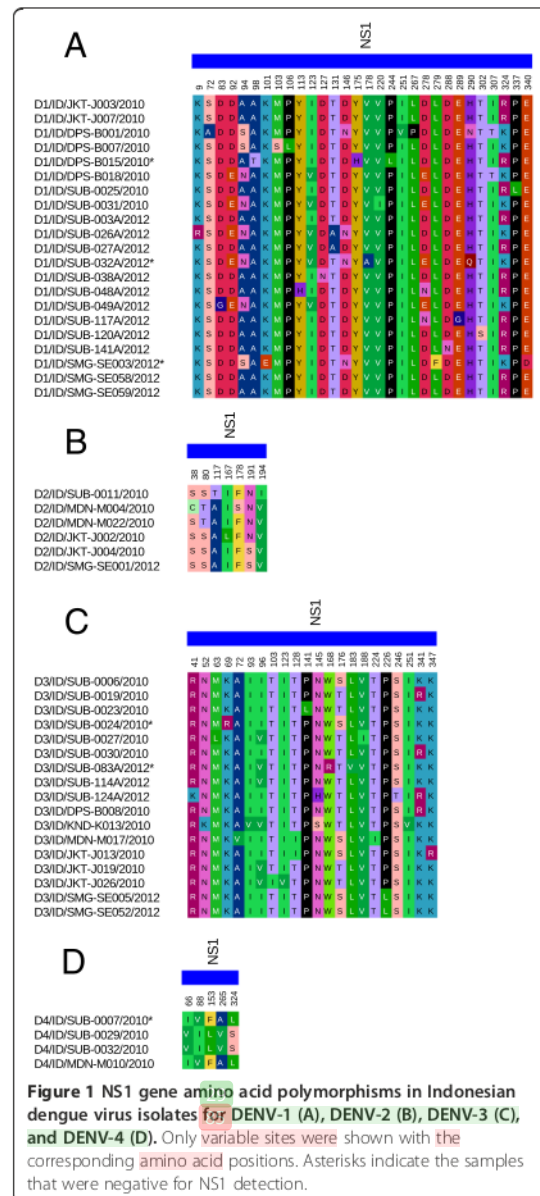 A
NS1
9 72 83 92 94 98 101 103 106 113 123 127 131 146 175 178 220 244 251 267 278 279 288 289 290 302 307 324 337 340
D1/ID/JKT-J003/2010 K S D D A A K M P Y I D T D Y V V P I L D L D E H T I R P E
D1/ID/JKT-J007/2010 K S D D A A K M P Y I D T D Y V V P I L D L D E H T I R P E
D1/ID/DPS-B001/2010 K A D D S A K M P Y I D T N Y V V P V P D L D E N T T K P E
D1/ID/DPS-B007/2010 K S D D S A K S L Y I D T N Y V V P I L D L D E H T I K P E
D1/ID/DPS-B015/2010* K S D D A T K M P Y I D T D H V V L I L D L D E H T I K P E
D1/ID/DPS-B018/2010 K S D E N A K M P Y V D T N Y V V P I L D L D E H T T K P E
D1/ID/SUB-0025/2010 K S D D A A K M P Y I D T D Y V V P I L D L D E H T I R L E
D1/ID/SUB-0031/2010 K S D E N A K M P Y V D T N Y V I P I L D L D E H T I K P E
D1/ID/SUB-003A/2012 K S D D A A K M P Y I D T D Y V V P I L D L D E H T I R P E
D1/ID/SUB-026A/2012 R S D D A A K M P Y I D A D Y V V P I L D L D E H T I R P E
D1/ID/SUB-027A/2012 K S D D A A K M P Y I D A D Y V V P I L D L D E H T I R P E
D1/ID/SUB-032A/2012* K S D E N A K M P Y V D T N Y A V P I L D L D E Q T I K P E
D1/ID/SUB-038A/2012 K S D D A A K M P Y I N T D Y V V P I L D L D E H T I R P E
D1/ID/SUB-048A/2012 K S D D A A K M P H I D T D Y V V P I L N L D E H T I R P E
D1/ID/SUB-049A/2012 K S G E N A K M P Y V D T N Y V V P I L E L D E H T I K P E
D1/ID/SUB-117A/2012 K S D D A A K M P Y I D T D Y V V P I L N R G H T I R P E
D1/ID/SUB-120A/2012 K S D D A A K M P Y I D T D Y V V P I L D L D E H S I R P E
D1/ID/SUB-141A/2012 K S D D A A K M P Y I D T D Y V V P I L D L N E H T I R P E
D1/ID/SMG-SE003/2012* K S D D S A E M P Y I D T N Y V V P I L D F D E H T I K P D
D1/ID/SMG-SE058/2012 K S D D A A K M P Y I D T D Y V V P I L D L D E H T I R P E
D1/ID/SMG-SE059/2012 K S D D A A K M P Y I D T D Y V V P I L D L D E H T I R P E
B
NS1
38 80 117 167 178 191 194
D2/ID/SUB-0011/2010 S S T I F N I
D2/ID/MDN-M004/2010 C T A I S N V
D2/ID/MDN-M022/2010 S T A I F N V
D2/ID/JKT-J002/2010 S S A L F N V
D2/ID/JKT-J004/2010 S S A I F S V
D2/ID/SMG-SE001/2012 S S A I F S V
C
NS1
41 52 63 69 72 93 96 103 123 128 141 145 168 176 183 188 224 226 246 251 341 347
D3/ID/SUB-0006/2010 R N M K A I I T I T P N W S L V T P S I K K
D3/ID/SUB-0019/2010 R N M K A I I T I T P N W T L V T P S I R K
D3/ID/SUB-0023/2010 R N M K A I I T I T L N W T L V T P S I K K
D3/ID/SUB-0024/2010* R N M R A I I T I T P N W S L V T P S I K K
D3/ID/SUB-0027/2010 R N L K A I V T I T P N W T L I T P S I K K
D3/ID/SUB-0030/2010 R N M K A I I T I T P N W T L V T P S I R K
D3/ID/SUB-083A/2012* R N M K A I V T I T P N R T V V T P S I K K
D3/ID/SUB-114A/2012 R N M K A I V T I T P N W T L V T P S I K K
D3/ID/SUB-124A/2012 K N M K A I I T I T P H W T L V T P T I R K
D3/ID/DPS-B008/2010 R N M K A I I T I T P N W T L V T P S I R K
D3/ID/KND-K013/2010 R K M K A V V T I T P S W T L V T P S V K K
D3/ID/MDN-M017/2010 R N M K V I I T I I P N W S L V I P S I K K
D3/ID/JKT-J013/2010 R N M K A I I T I I P N W S L V T P S I K R
D3/ID/JKT-J019/2010 R N M K A I V T I T P N W T L V T P S I K K
D3/ID/JKT-J026/2010 R N M K A I V I V T P N W T L V T P S I K K
D3/ID/SMG-SE005/2012 R N M K A I I T I T P N W S L V T L S I K K
D3/ID/SMG-SE052/2012 R N M K A I I T I T P N W S L V T L S I K K
D
NS1
66 88 153 265 324
D4/ID/SUB-0007/2010* I V F A L
D4/ID/SUB-0029/2010 V I L V S
D4/ID/SUB-0032/2010 V I L V S
D4/ID/MDN-M010/2010 I V F A L
Figure 1 NS1 gene amino acid polymorphisms in Indonesian
dengue virus isolates for DENV-1 (A), DENV-2 (B), DENV-3 (C),
and DENV-4 (D). Only variable sites were shown with the
corresponding amino acid positions. Asterisks indicate the samples
that were negative for NS1 detection.